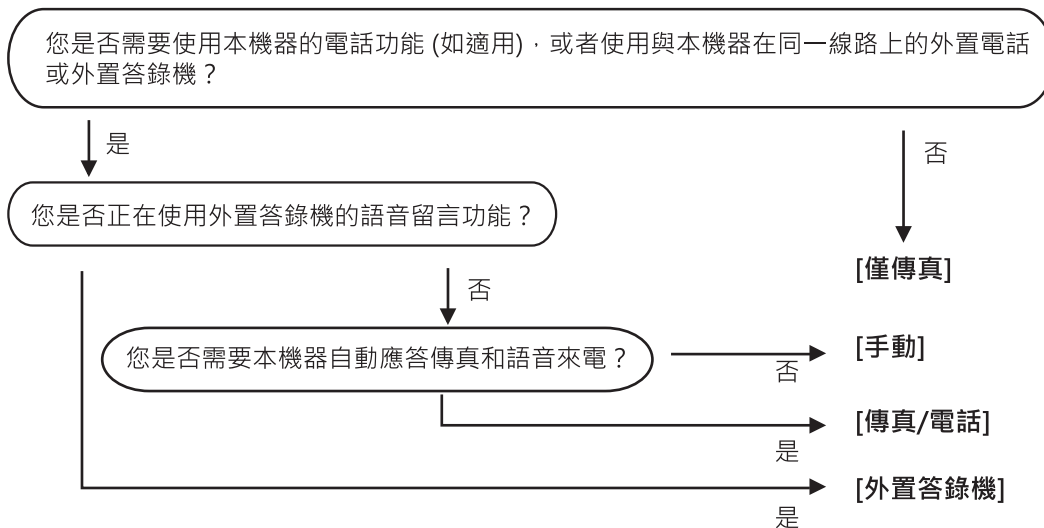 您是否需要使用本機器的電話功能 (如適用)，或者使用與本機器在同一線路上的外置電話
或外置答錄機？
是
否
您是否正在使用外置答錄機的語音留言功能？
[僅傳真]
否
您是否需要本機器自動應答傳真和語音來電？
[手動]
否
[傳真/電話]
是
[外置答錄機]
是